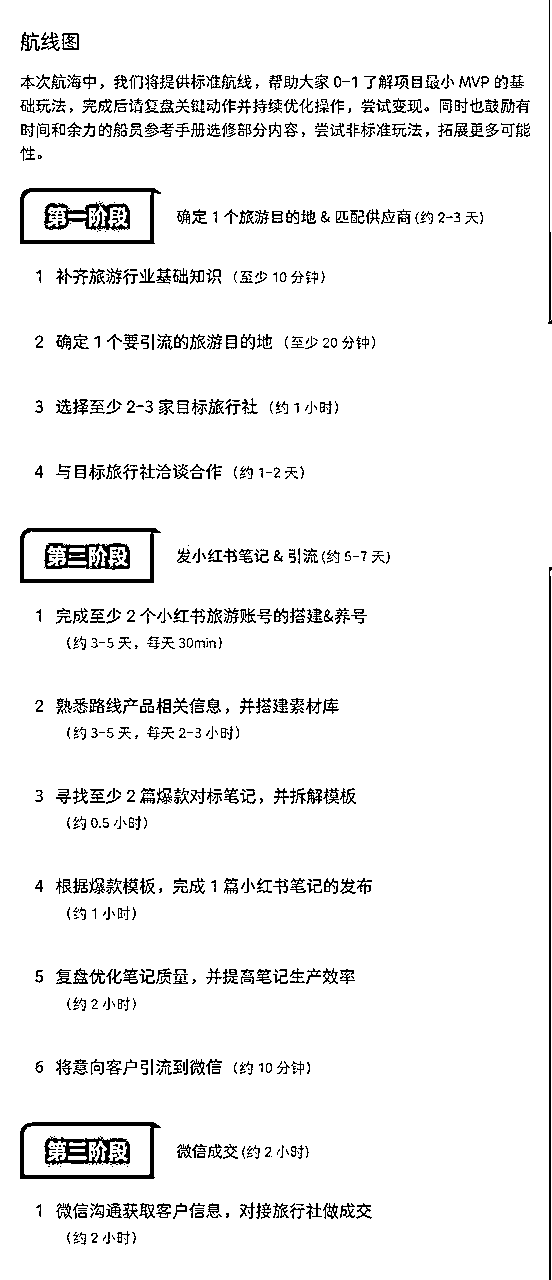 航线图
本次航海中，我们将提供标准航线，帮助大家 0-1 了解项目最小 MVP 的基
础玩法，完成后请复盘关键动作并持续优化操作，尝试变现。同时也鼓励有
时间和余力的船员参考手册选修部分内容，尝试非标准玩法，拓展更多可能
性。
第一阶段 确定 1 个旅游目的地 & 匹配供应商 (约 2-3 天)
1 补齐旅游行业基础知识（至少 10 分钟）
2 确定 1 个要引流的旅游目的地（至少 20 分钟）
3 选择至少 2-3 家目标旅行社（约 1 小时）
4 与目标旅行社洽谈合作（约 1-2 天）
第二阶段 发小红书笔记 & 引流 (约 5-7 天)
1 完成至少 2 个小红书旅游账号的搭建&养号
（约 3-5 天，每天 30min）
2 熟悉路线产品相关信息，并搭建素材库
（约 3-5 天，每天 2-3 小时）
3 寻找至少 2 篇爆款对标笔记，并拆解模板
（约 0.5 小时）
4 根据爆款模板，完成 1 篇小红书笔记的发布
（约 1 小时）
5 复盘优化笔记质量，并提高笔记生产效率
（约 2 小时）
6 将意向客户引流到微信（约 10 分钟）
第三阶段 微信成交 (约 2 小时)
1 微信沟通获取客户信息，对接旅行社做成交
（约 2 小时）